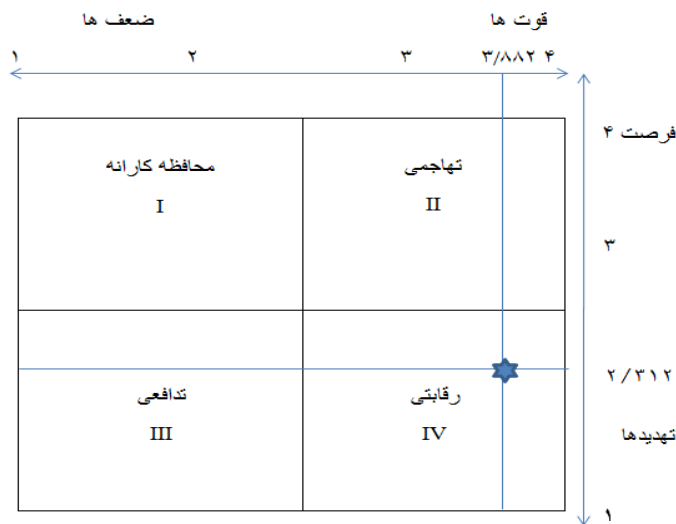 قوت ها ضعف ها
۴ ۳/۸۸۲ ۳ ۲ ۱
فرصت ۴
تهاجمی
II
محافظه کارانه
I
۳
۲/۳۱۲
رقابتی
IV
تدافعی
III
تهدیدها
۱